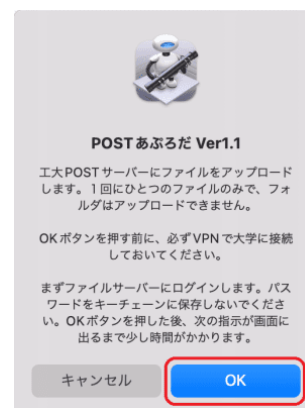 POSTあぷろだ Ver1.1
工大POSTサーバーにファイルをアップロード
します。1回にひとつのファイルのみで、フォ
ルダはアップロードできません。
OKボタンを押す前に、必ずVPNで大学に接続
しておいてください。
まずファイルサーバーにログインします。パス
ワードをキーチェーンに保存しないでくださ
い。OKボタンを押した後、次の指示が画面に
出るまで少し時間がかかります。
キャンセル
OK